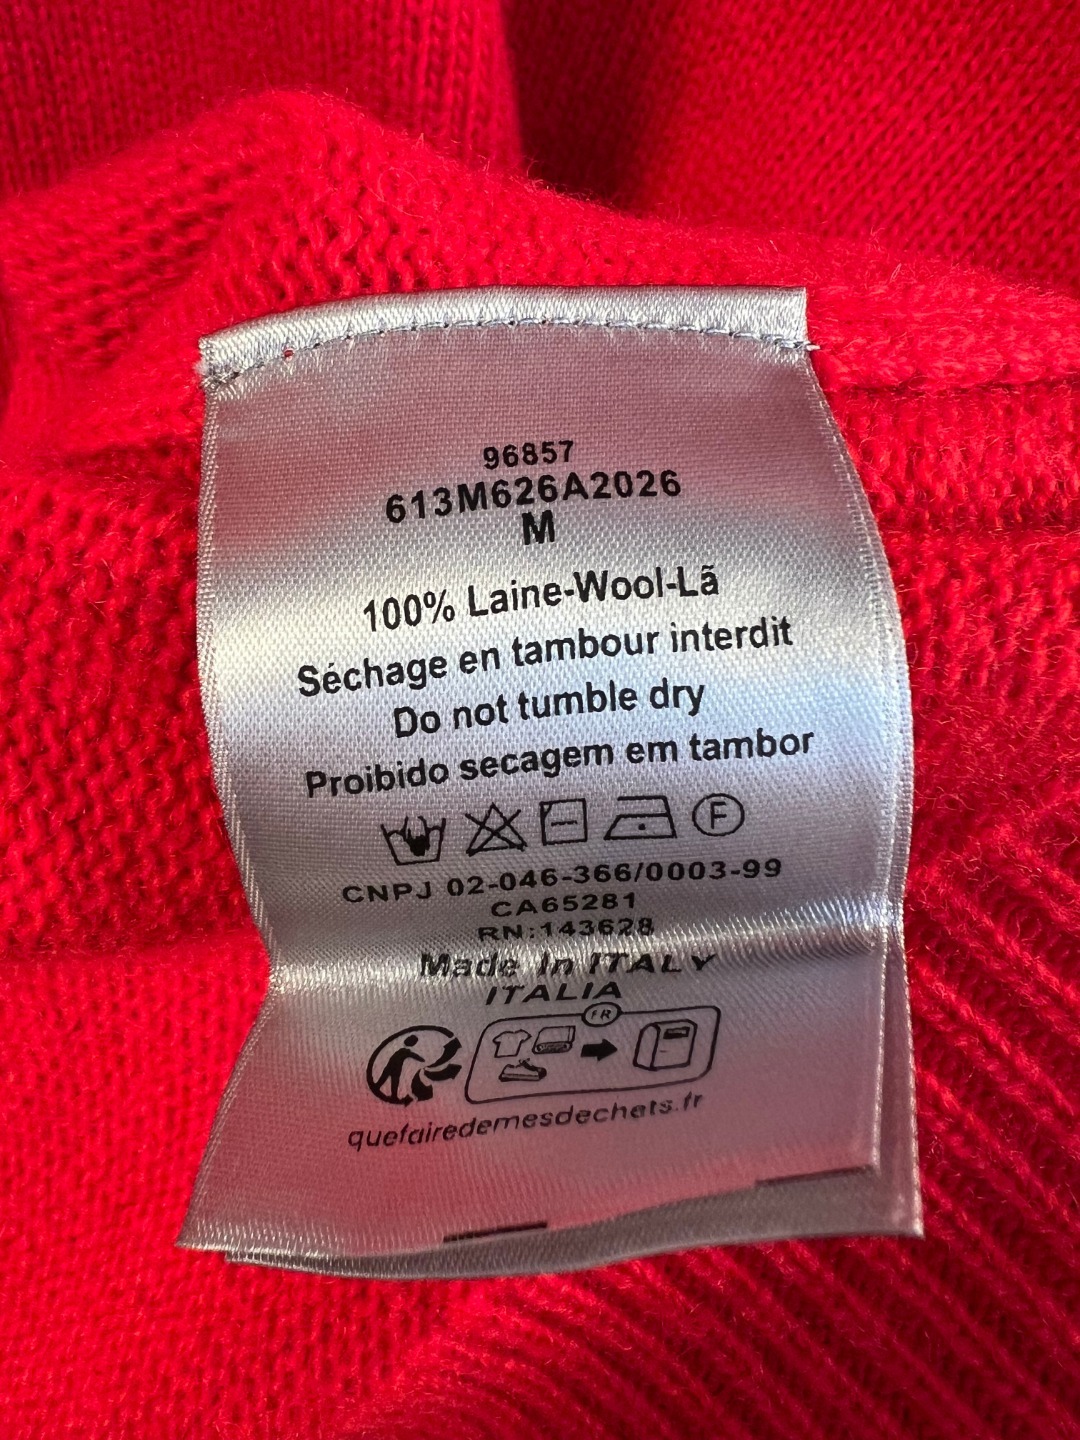 96857
613M626A2026
M
100% Laine-Wool-Lã
Séchage en tambour interdit
Do not tumble dry
Proibido secagem em tambor
F
CNPJ 02-046-366/0003-99
CA65281
RN:143628
Made In ITALY
ITALIA
FR
quefairedemesdechets.fr